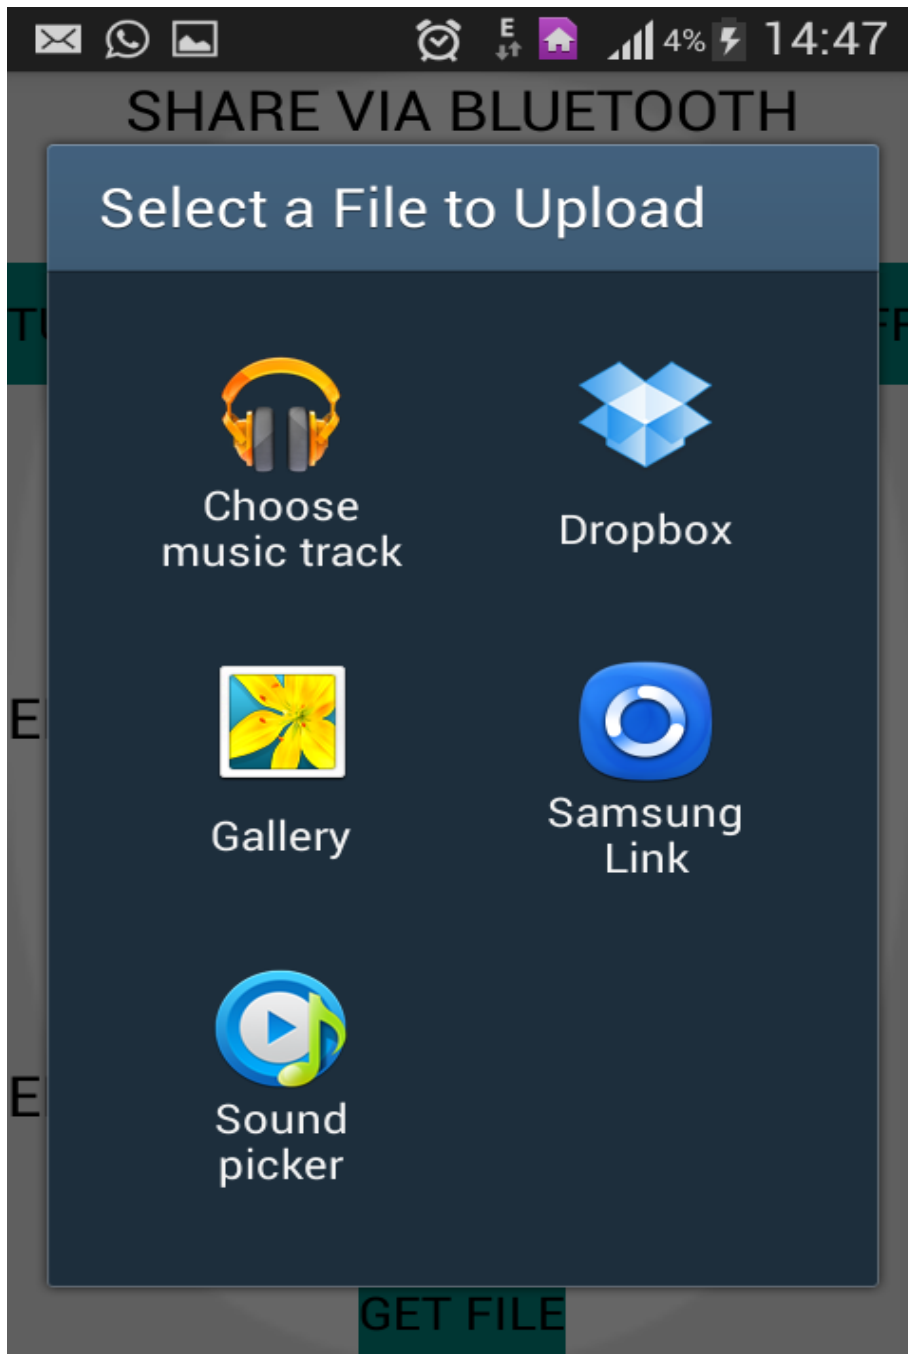 E 4% 14:47
SHARE VIA BLUETOOTH
Select a File to Upload
Choose
music track
Dropbox
Gallery
Samsung
Link
Sound
picker
GET FILE